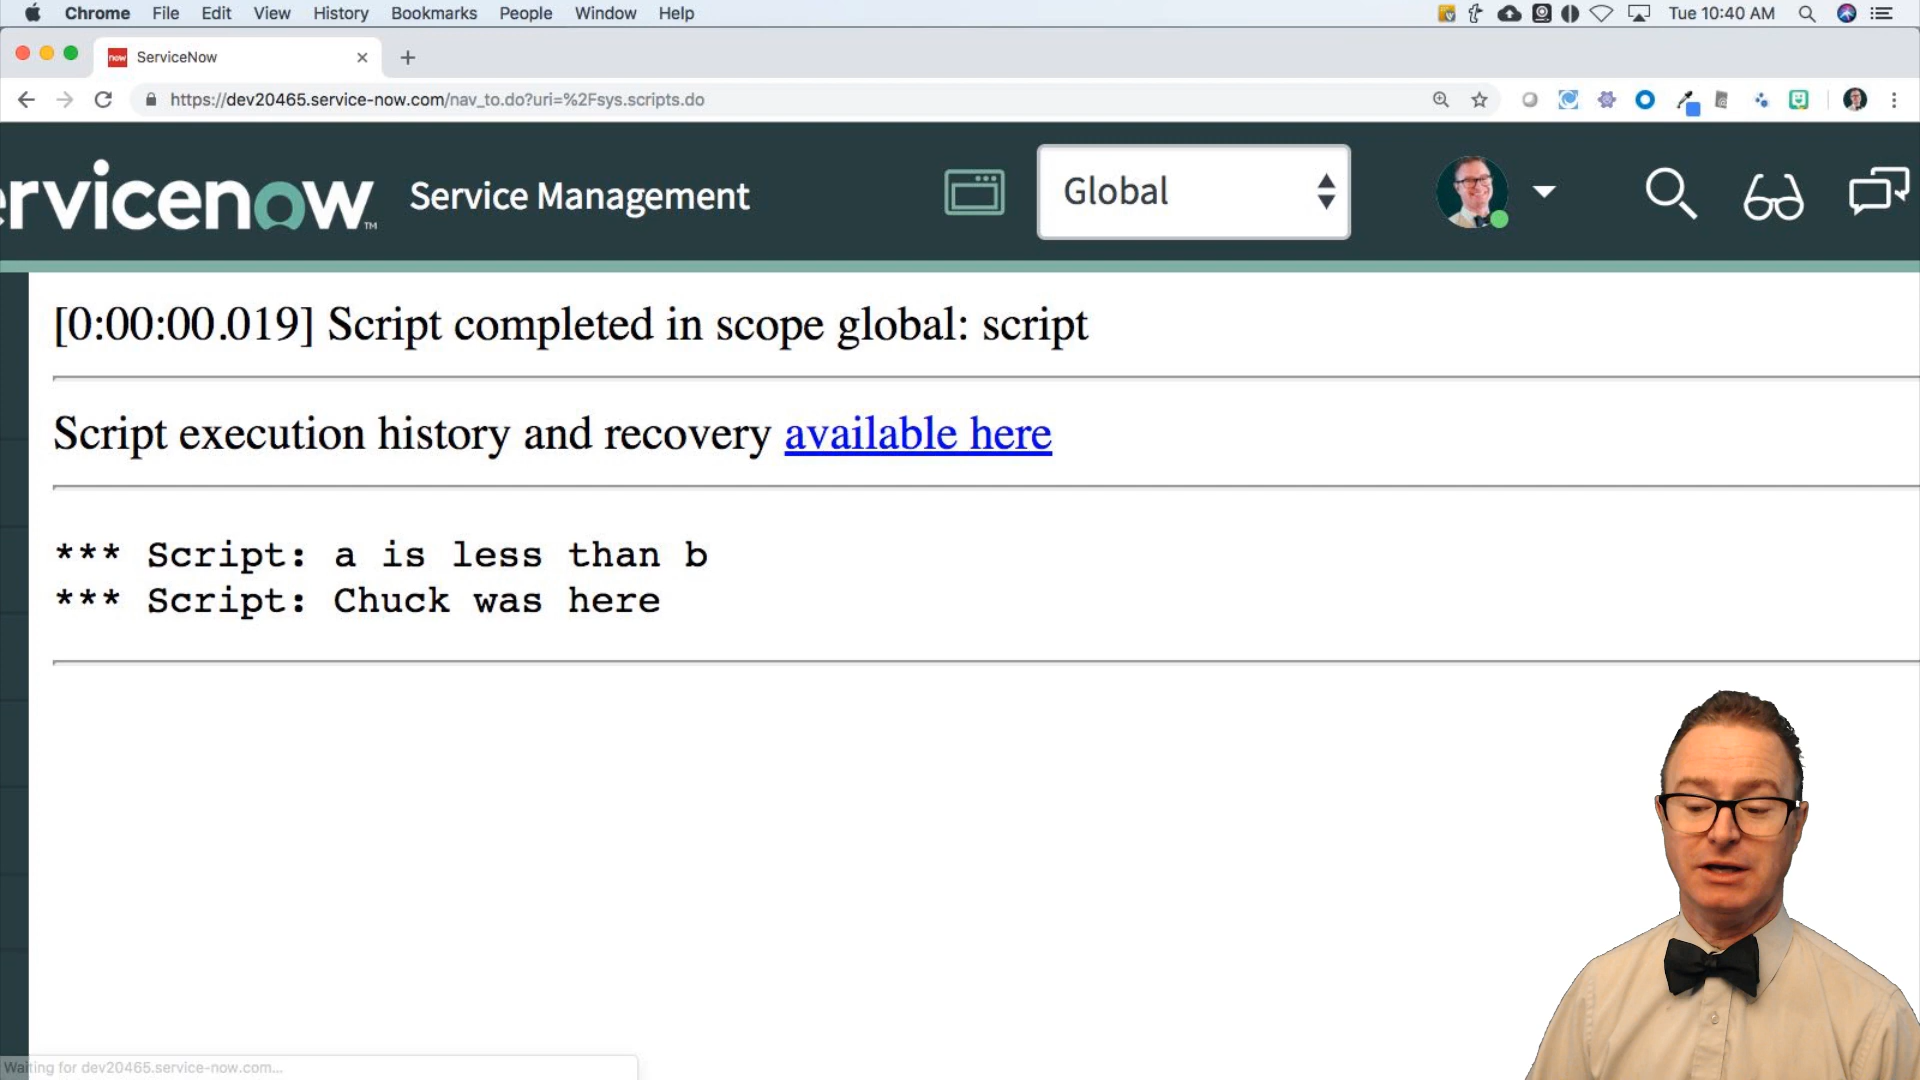 Chrome File Edit View History Bookmarks People Window Help Tue 10:40 AM
now ServiceNow
https://dev20465.service-now.com/nav_to.do?uri=%2Fsys.scripts.do
ervicenow™ Service Management Global
[0:00:00.019] Script completed in scope global: script
Script execution history and recovery available here
*** Script: a is less than b
*** Script: Chuck was here
Waiting for dev20465.service-now.com...